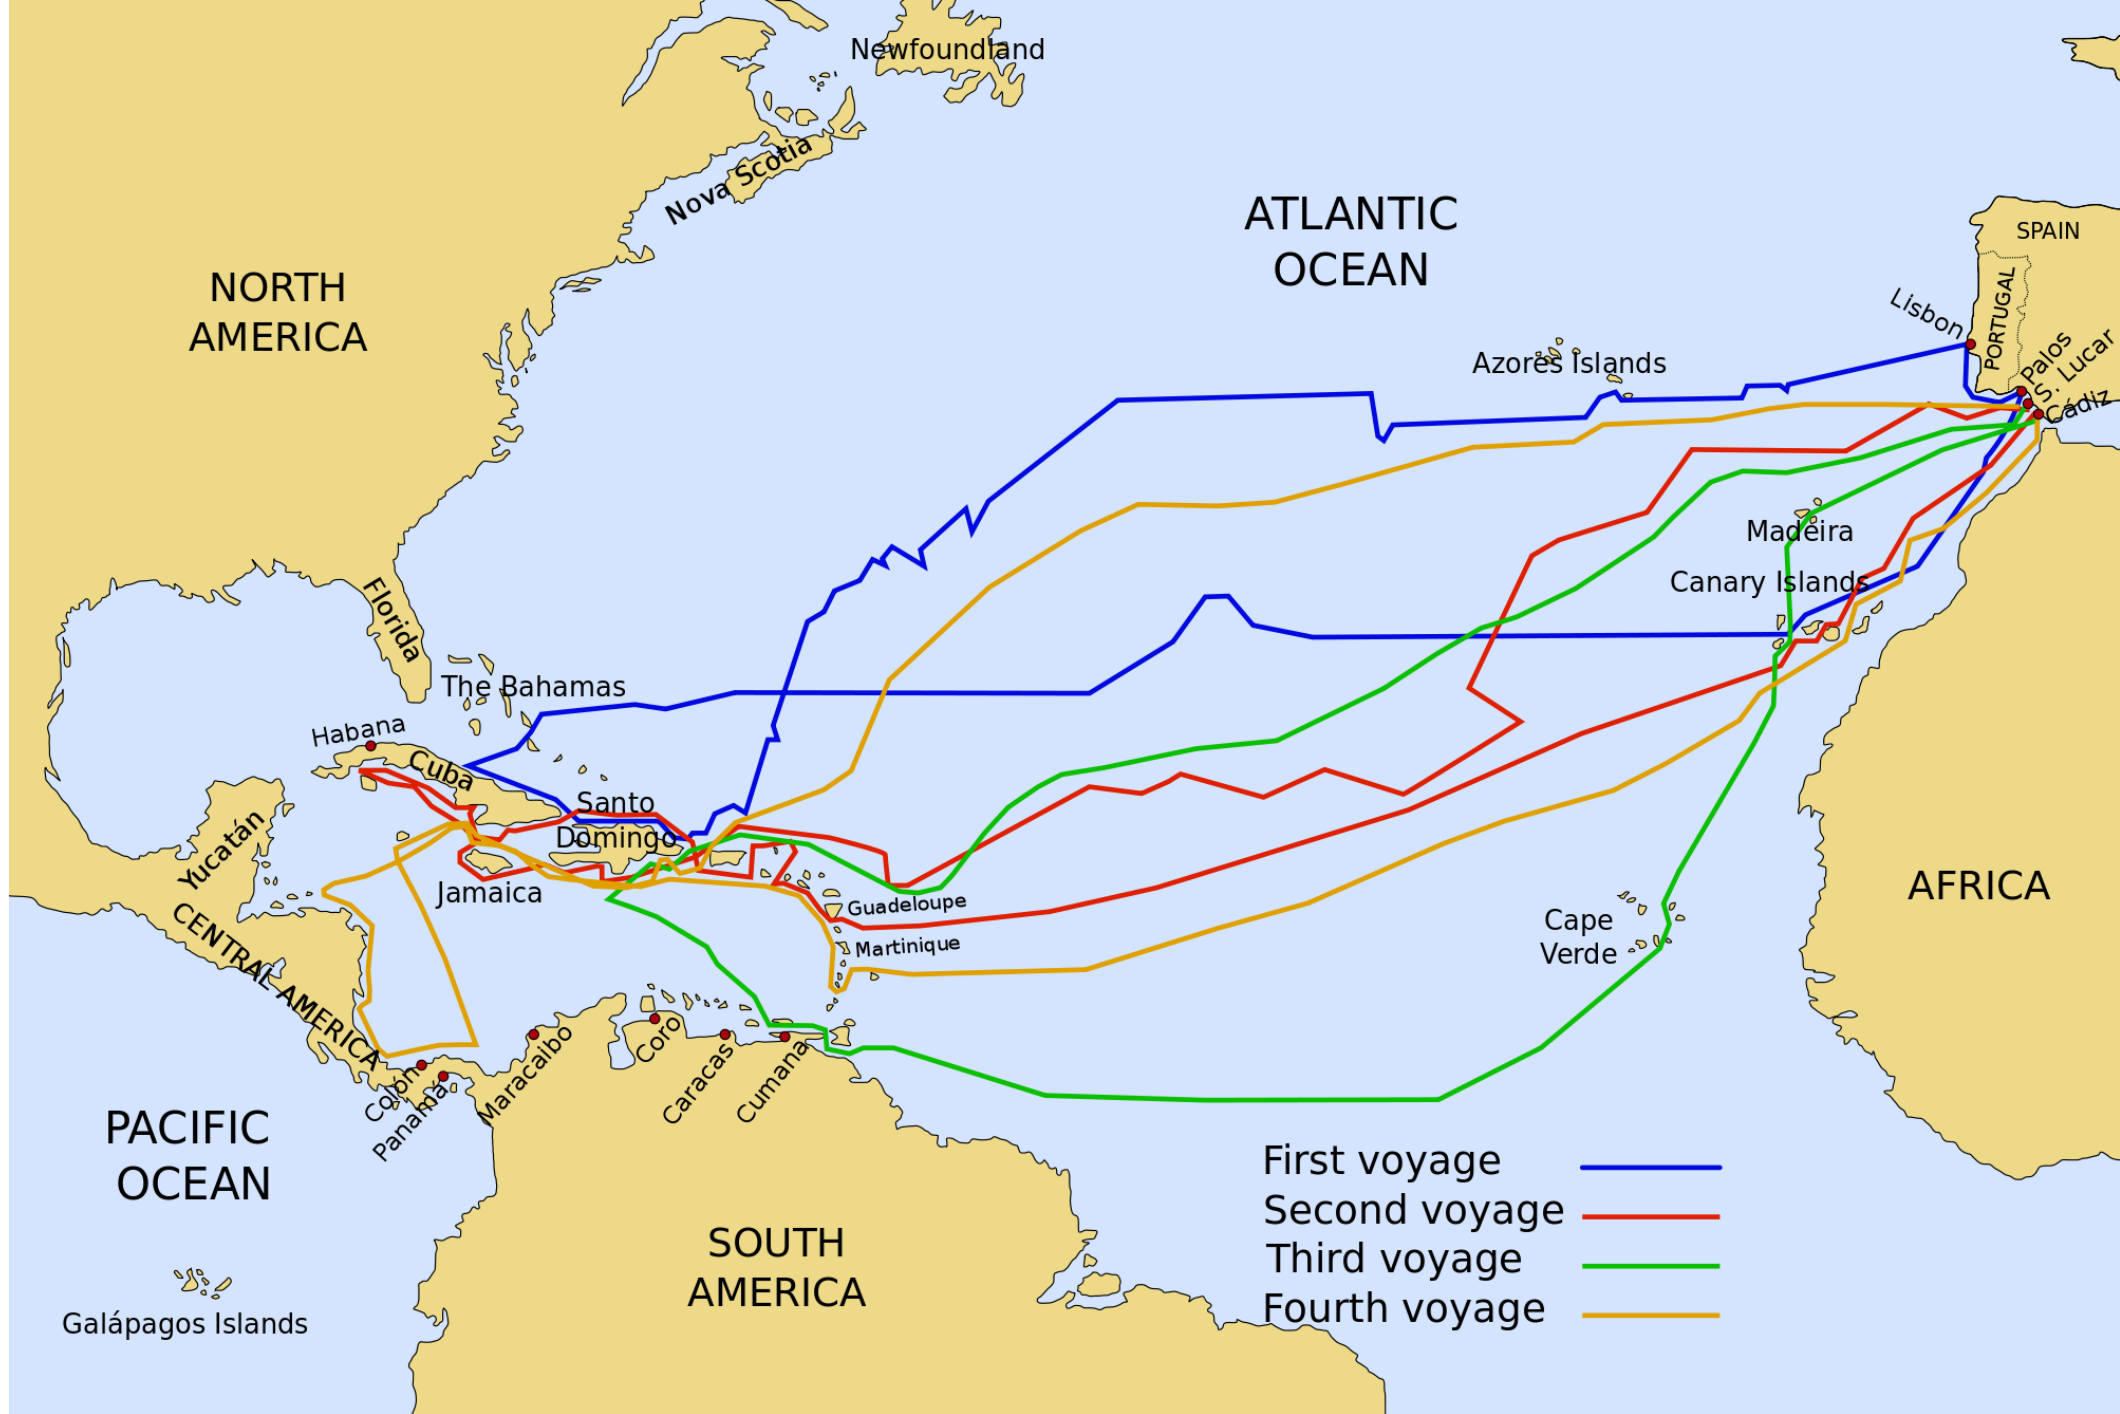 Newfoundland
Nova Scotia
ATLANTIC
OCEAN
SPAIN
PORTUGAL
NORTH
AMERICA
Lisbon
Palos
S. Lucar
Cádiz
Azores Islands
Madeira
Canary Islands
Florida
The Bahamas
Habana
Cuba
Santo
Domingo
Yucatán
Jamaica
Guadeloupe
Martinique
Cape
Verde
AFRICA
CENTRAL AMERICA
Colón
Panamá
Maracaibo
Coro
Caracas
Cumana
PACIFIC
OCEAN
SOUTH
AMERICA
Galápagos Islands
First voyage
Second voyage
Third voyage
Fourth voyage